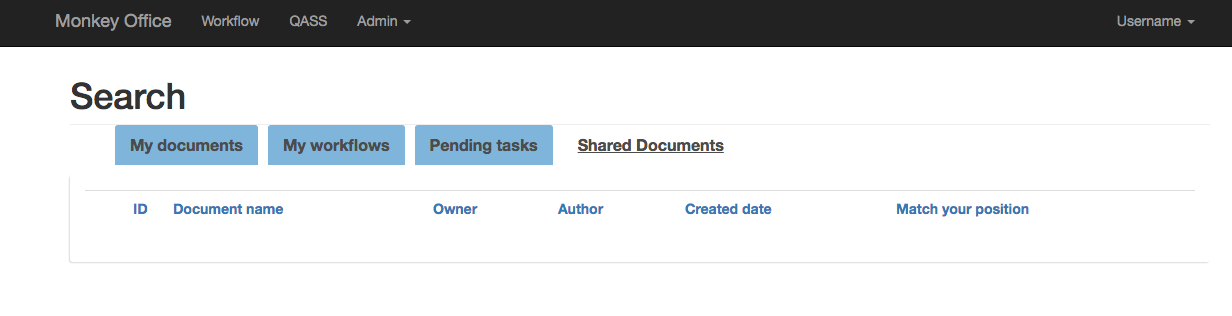 Monkey Office Workflow QASS Admin Username
Search
My documents My workflows Pending tasks Shared Documents
ID Document name Owner Author Created date Match your position